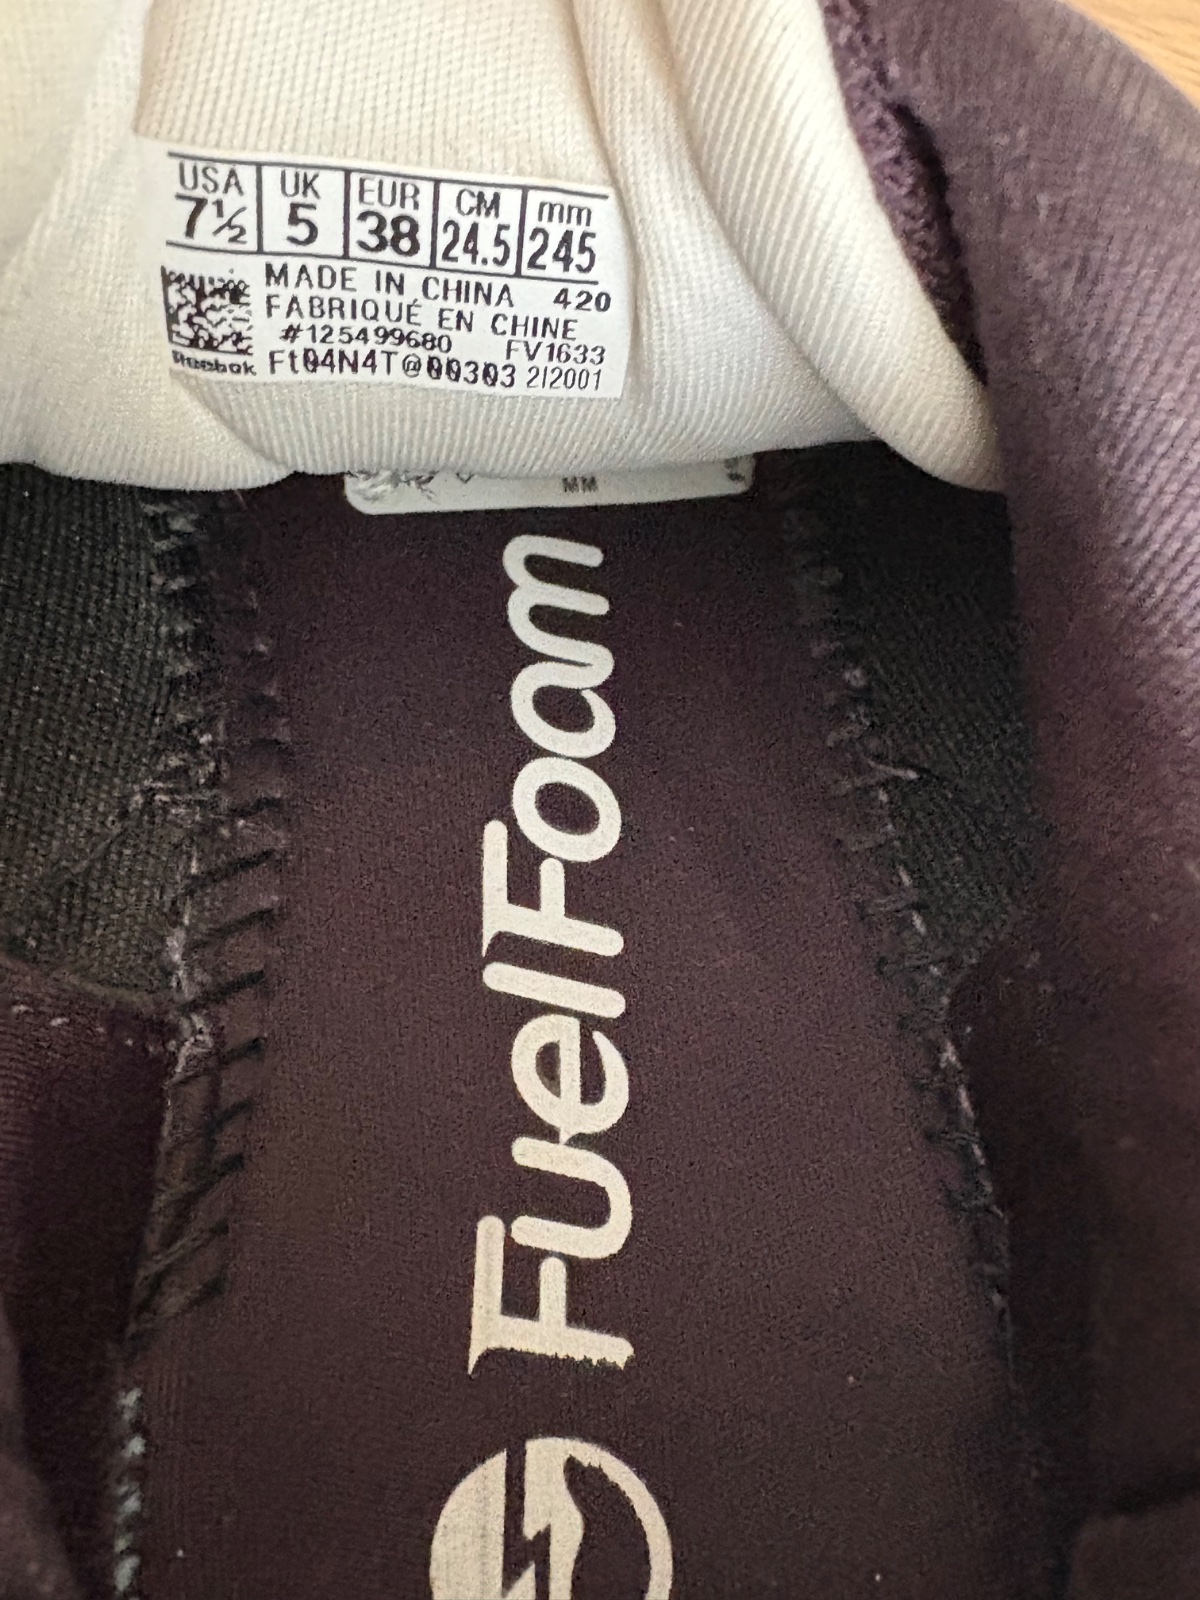 USA UK EUR CM mm
7½ 5 38 24.5 245
MADE IN CHINA 420
FABRIQUÉ EN CHINE
#125499680 FV1633
Reebok Ft04N4T@00303 2/2001
MM
FuelFoam